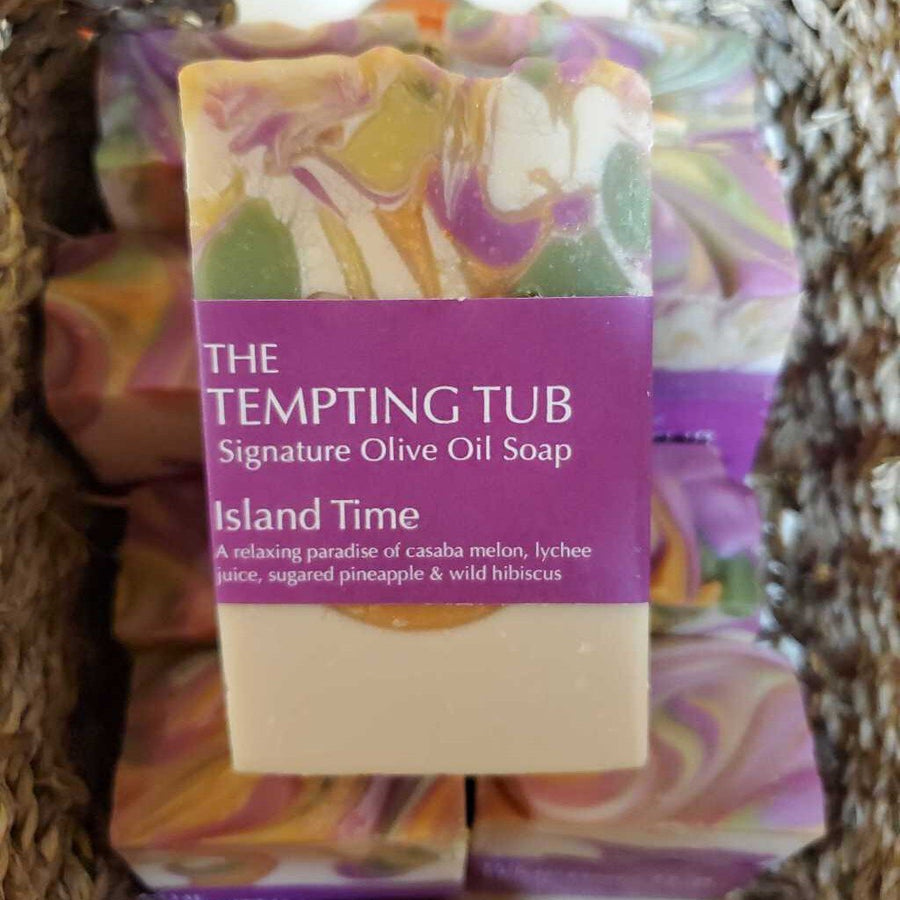 THE
TEMPTING TUB
Signature Olive Oil Soap
Island Time
A relaxing paradise of casaba melon, lychee
juice, sugared pineapple & wild hibiscus